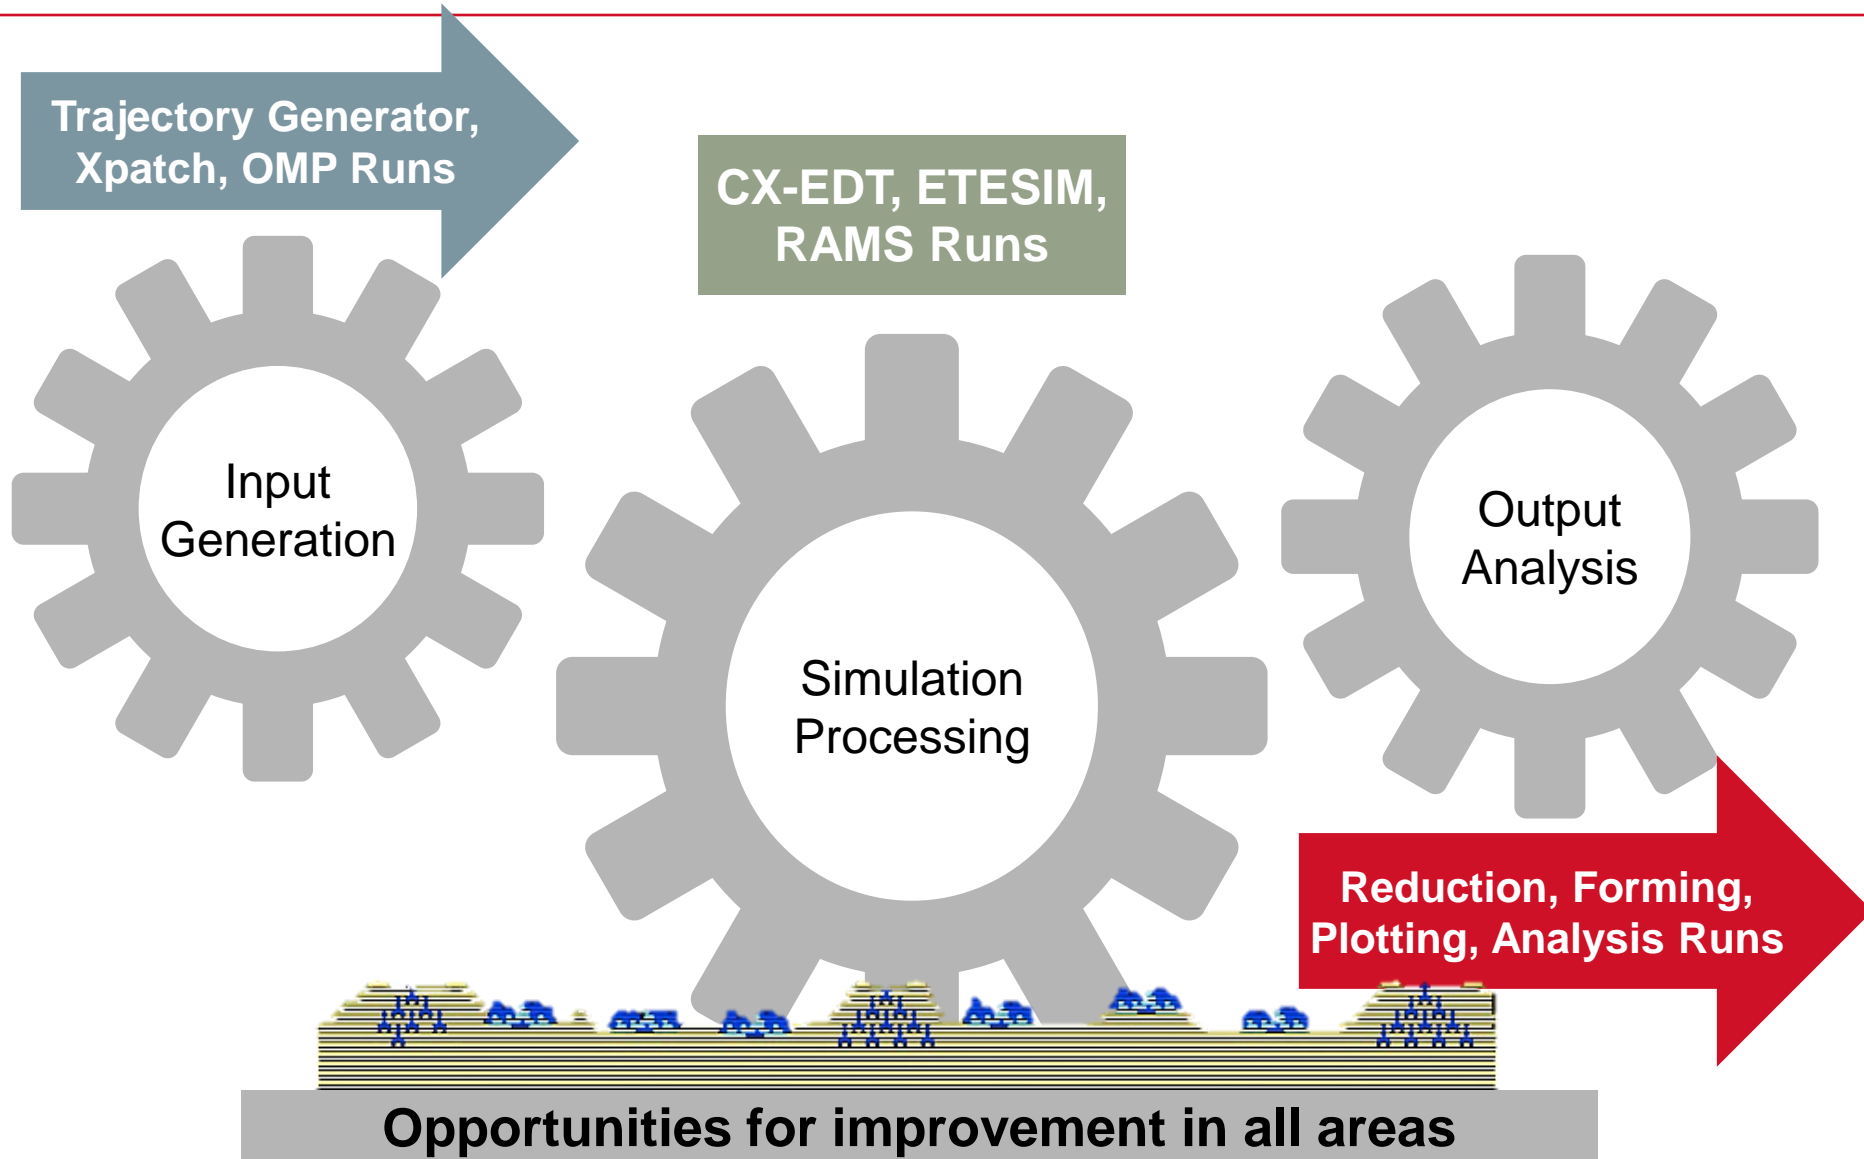 Trajectory Generator,
Xpatch, OMP Runs
CX-EDT, ETESIM,
RAMS Runs
Input
Generation
Simulation
Processing
Output
Analysis
Reduction, Forming,
Plotting, Analysis Runs
Opportunities for improvement in all areas